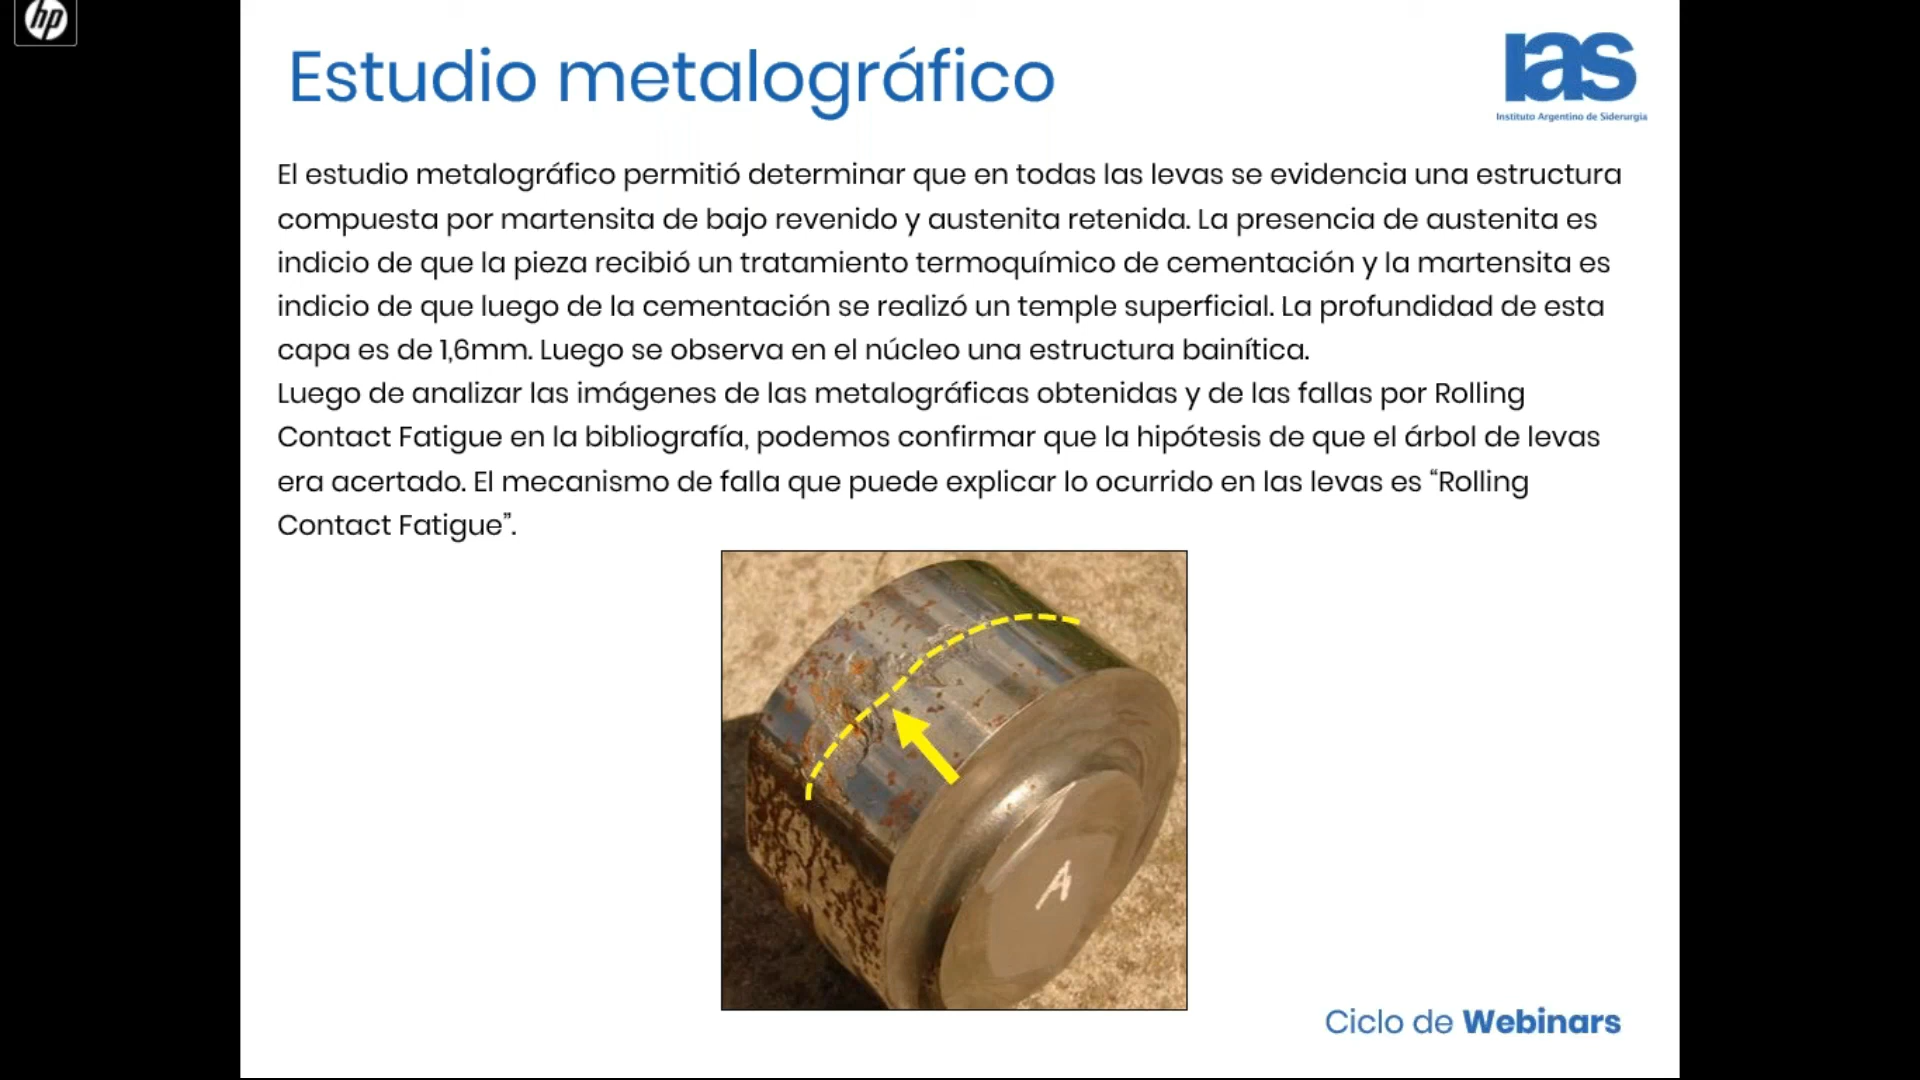 hp
Estudio metalográfico
ias
Instituto Argentino de Siderurgia
El estudio metalográfico permitió determinar que en todas las levas se evidencia una estructura
compuesta por martensita de bajo revenido y austenita retenida. La presencia de austenita es
indicio de que la pieza recibió un tratamiento termoquímico de cementación y la martensita es
indicio de que luego de la cementación se realizó un temple superficial. La profundidad de esta
capa es de 1,6mm. Luego se observa en el núcleo una estructura bainítica.
Luego de analizar las imágenes de las metalográficas obtenidas y de las fallas por Rolling
Contact Fatigue en la bibliografía, podemos confirmar que la hipótesis de que el árbol de levas
era acertado. El mecanismo de falla que puede explicar lo ocurrido en las levas es “Rolling
Contact Fatigue”.
A
Ciclo de Webinars